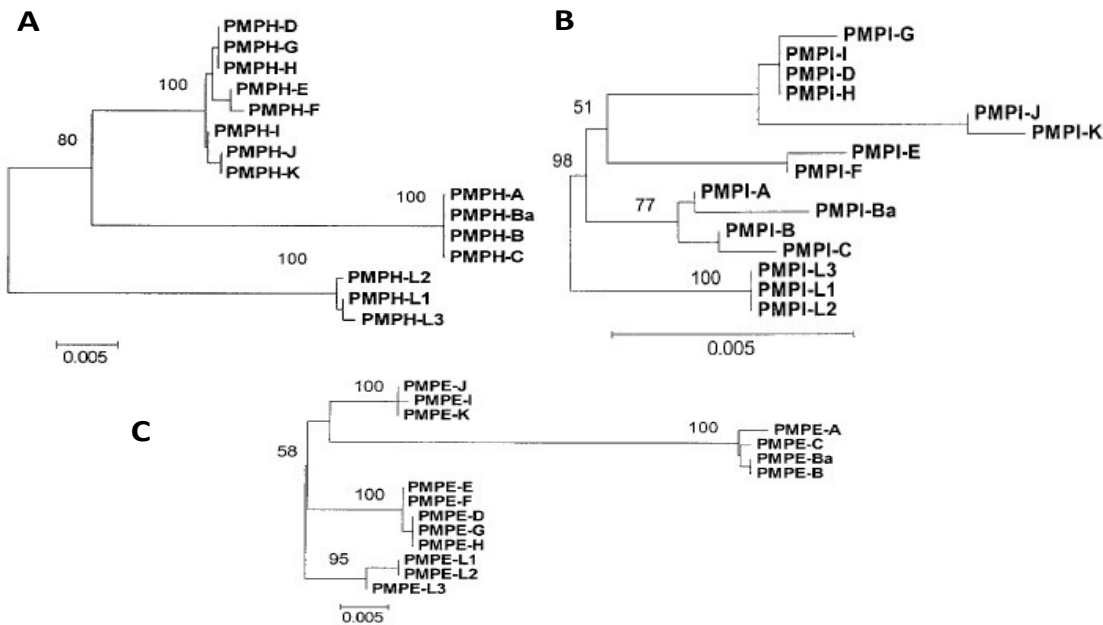 A
PMPH-D
PMPH-G
PMPH-H
100
PMPH-E
PMPH-F
PMPH-I
80
PMPH-J
PMPH-K
100
PMPH-A
PMPH-Ba
PMPH-B
PMPH-C
100
PMPH-L2
PMPH-L1
PMPH-L3
0.005
B
PMPI-G
PMPI-I
PMPI-D
PMPI-H
51
PMPI-J
PMPI-K
98
PMPI-E
PMPI-F
77
PMPI-A
PMPI-Ba
PMPI-B
PMPI-C
100
PMPI-L3
PMPI-L1
PMPI-L2
0.005
C
100
PMPE-J
PMPE-I
PMPE-K
58
100
PMPE-A
PMPE-C
PMPE-Ba
PMPE-B
100
PMPE-E
PMPE-F
PMPE-D
PMPE-G
PMPE-H
95
PMPE-L1
PMPE-L2
PMPE-L3
0.005